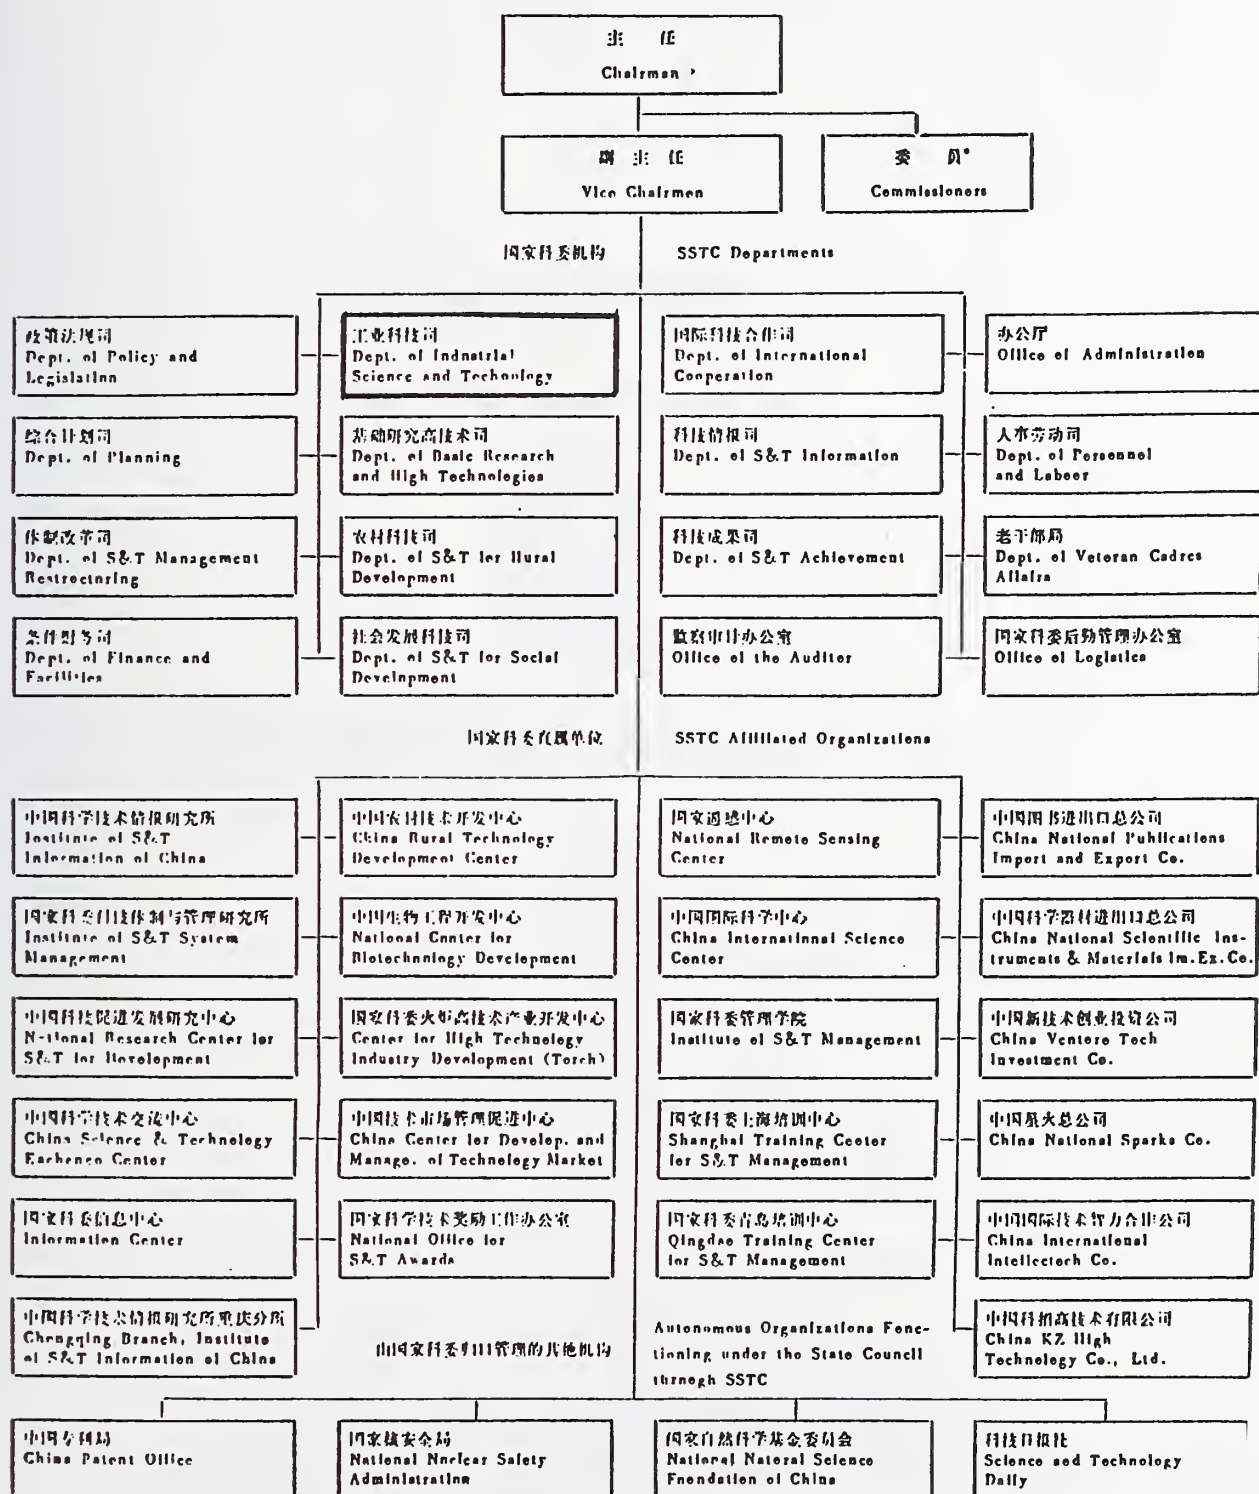 主 任
Chairman
副 主 任
Vice Chairmen
委 员*
Commissioners
国家科委机构
SSTC Departments
政策法规司
Dept. of Policy and
Legislation
工业科技司
Dept. of Industrial
Science and Technology
国际科技合作司
Dept. of International
Cooperation
办公厅
Office of Administration
综合计划司
Dept. of Planning
基础研究高技术司
Dept. of Basic Research
and High Technologies
科技情报司
Dept. of S&T Information
人事劳动司
Dept. of Personnel
and Labour
体制改革司
Dept. of S&T Management
Restructuring
农村科技司
Dept. of S&T for Rural
Development
科技成果司
Dept. of S&T Achievement
老干部局
Dept. of Veteran Cadres
Affairs
条件财务司
Dept. of Finance and
Facilities
社会发展科技司
Dept. of S&T for Social
Development
监察审计办公室
Office of the Auditor
国家科委后勤管理办公室
Office of Logistics
国家科委直属单位
SSTC Affiliated Organizations
中国科学技术情报研究所
Institute of S&T
Information of China
中国农村技术开发中心
China Rural Technology
Development Center
国家遥感中心
National Remote Sensing
Center
中国图书进出口总公司
China National Publications
Import and Export Co.
国家科委科技体制与管理研究所
Institute of S&T System
Management
中国生物工程开发中心
National Center for
Biotechnology Development
中国国际科学中心
China International Science
Center
中国科学器材进出口总公司
China National Scientific Ins-
truments & Materials Im.Ex.Co.
中国科技促进发展研究中心
National Research Center for
S&T for Development
国家科委火炬高技术产业开发中心
Center for High Technology
Industry Development (Torch)
国家科委管理学院
Institute of S&T Management
中国新技术创业投资公司
China Venture Tech
Investment Co.
中国科学技术交流中心
China Science & Technology
Exchange Center
中国技术市场管理促进中心
China Center for Develop. and
Manage. of Technology Market
国家科委上海培训中心
Shanghai Training Center
for S&T Management
中国星火总公司
China National Sparks Co.
国家科委信息中心
Information Center
国家科学技术奖励工作办公室
National Office for
S&T Awards
国家科委青岛培训中心
Qingdao Training Center
for S&T Management
中国国际技术智力合作公司
China International
Intellectech Co.
中国科学技术情报研究所重庆分所
Chongqing Branch, Institute
of S&T Information of China
中国科招高技术有限公司
China KZ High
Technology Co., Ltd.
由国家科委归口管理的其他机构
Autonomous Organizations Func-
tioning under the State Council
through SSTC
中国专利局
China Patent Office
国家核安全局
National Nuclear Safety
Administration
国家自然科学基金委员会
National Natural Science
Foundation of China
科技日报社
Science and Technology
Daily